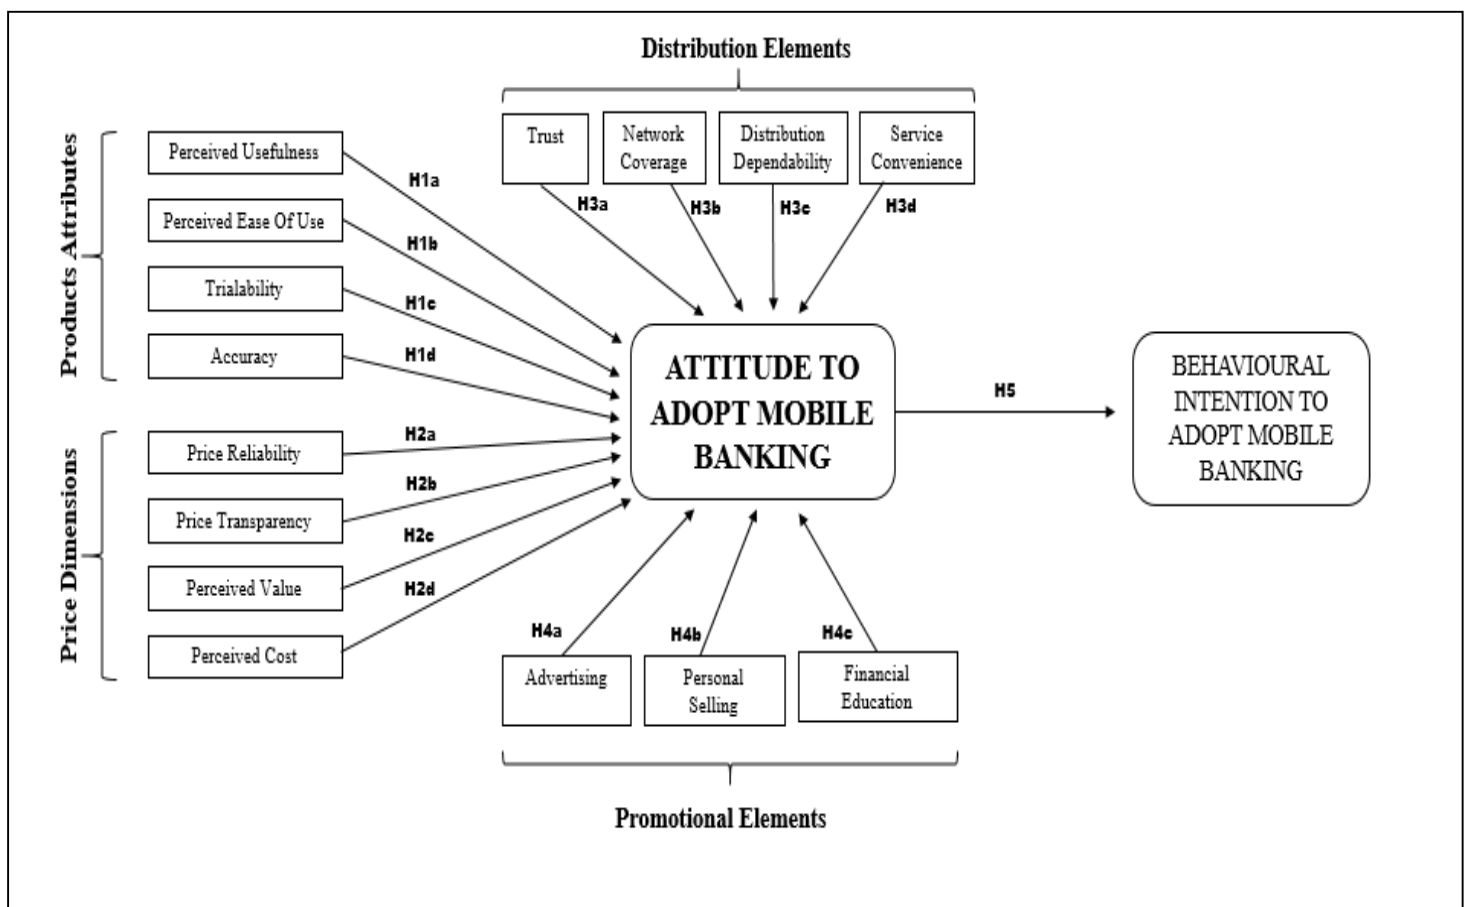 Distribution Elements
Trust
Network
Coverage
Distribution
Dependability
Service
Convenience
H3a
H3b
H3c
H3d
Products Attributes
Perceived Usefulness
H1a
Perceived Ease Of Use
H1b
Trialability
H1c
Accuracy
H1d
Price Dimensions
Price Reliability
H2a
Price Transparency
H2b
Perceived Value
H2c
Perceived Cost
H2d
ATTITUDE TO
ADOPT MOBILE
BANKING
H5
BEHAVIOURAL
INTENTION TO
ADOPT MOBILE
BANKING
H4a
H4b
H4c
Advertising
Personal
Selling
Financial
Education
Promotional Elements